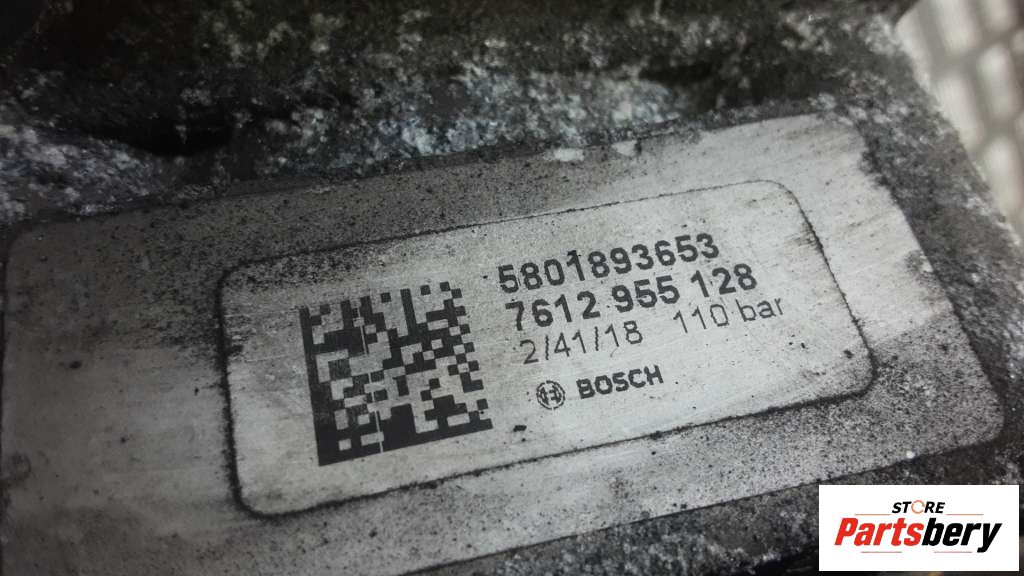 5801893653
7612 955 128
2/41/18 110 bar
BOSCH
STORE
Partsbery